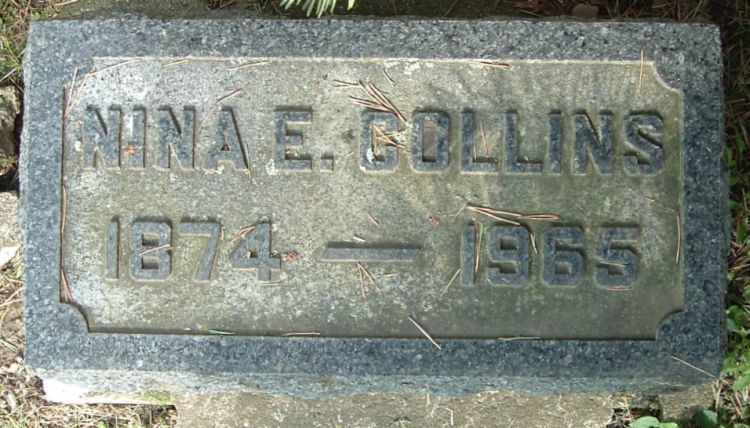 NINA E. COLLINS
1874 — 1965